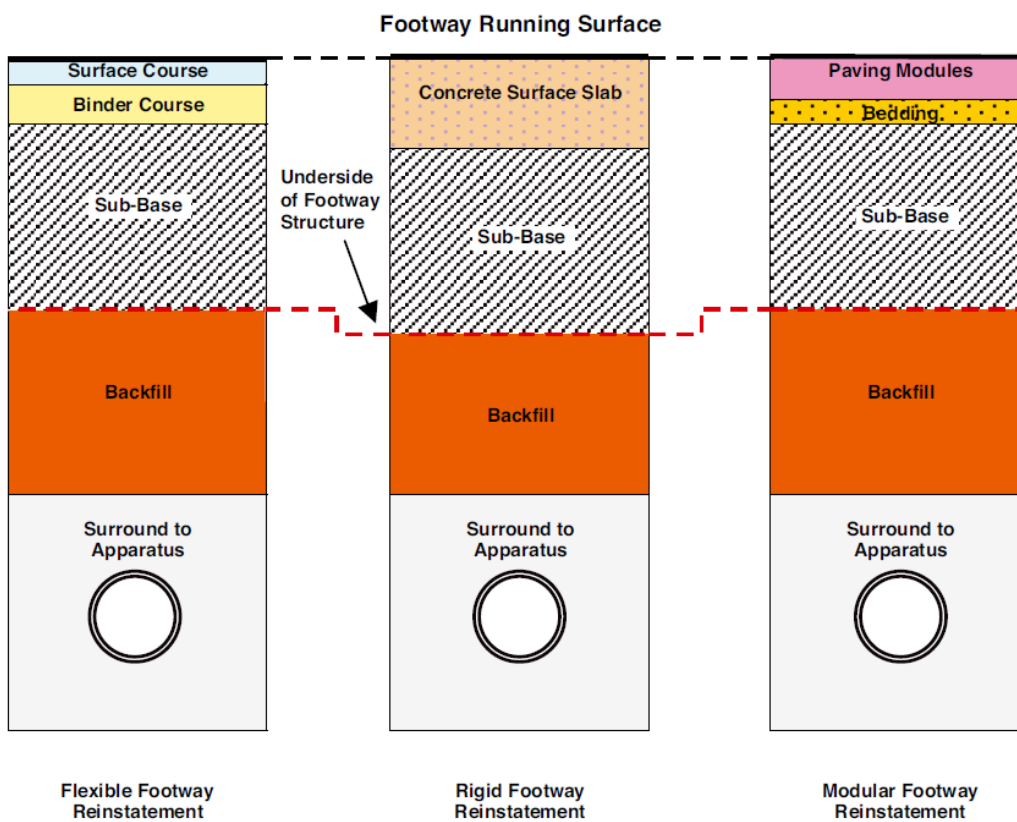 Footway Running Surface
Surface Course
Binder Course
Sub-Base
Backfill
Surround to
Apparatus
Flexible Footway
Reinstatement
Underside
of Footway
Structure
Concrete Surface Slab
Sub-Base
Backfill
Surround to
Apparatus
Rigid Footway
Reinstatement
Paving Modules
Bedding
Sub-Base
Backfill
Surround to
Apparatus
Modular Footway
Reinstatement